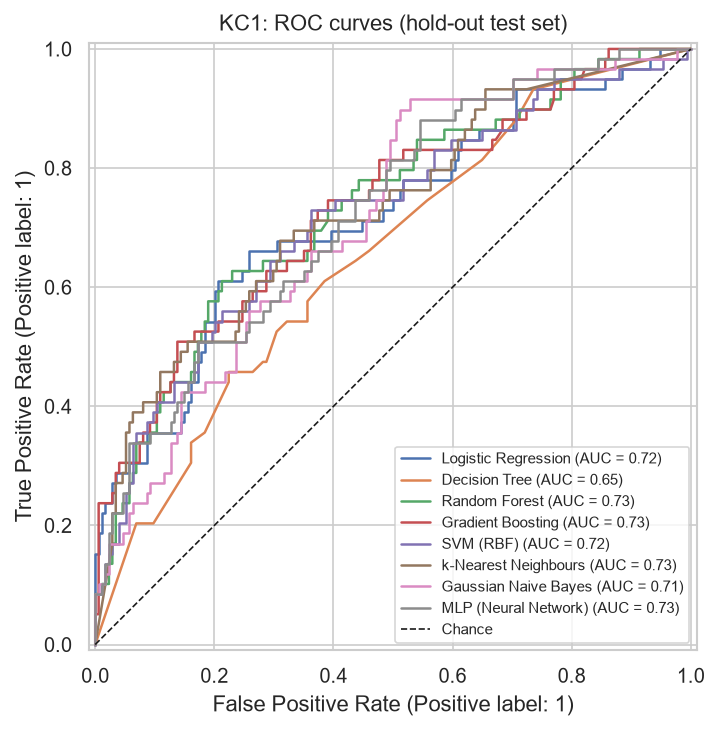 KC1: ROC curves (hold-out test set)
1.0
0.8
0.6
0.4
0.2
0.0
True Positive Rate (Positive label: 1)
Logistic Regression (AUC = 0.72)
Decision Tree (AUC = 0.65)
Random Forest (AUC = 0.73)
Gradient Boosting (AUC = 0.73)
SVM (RBF) (AUC = 0.72)
k-Nearest Neighbours (AUC = 0.73)
Gaussian Naive Bayes (AUC = 0.71)
MLP (Neural Network) (AUC = 0.73)
Chance
0.0 0.2 0.4 0.6 0.8 1.0
False Positive Rate (Positive label: 1)